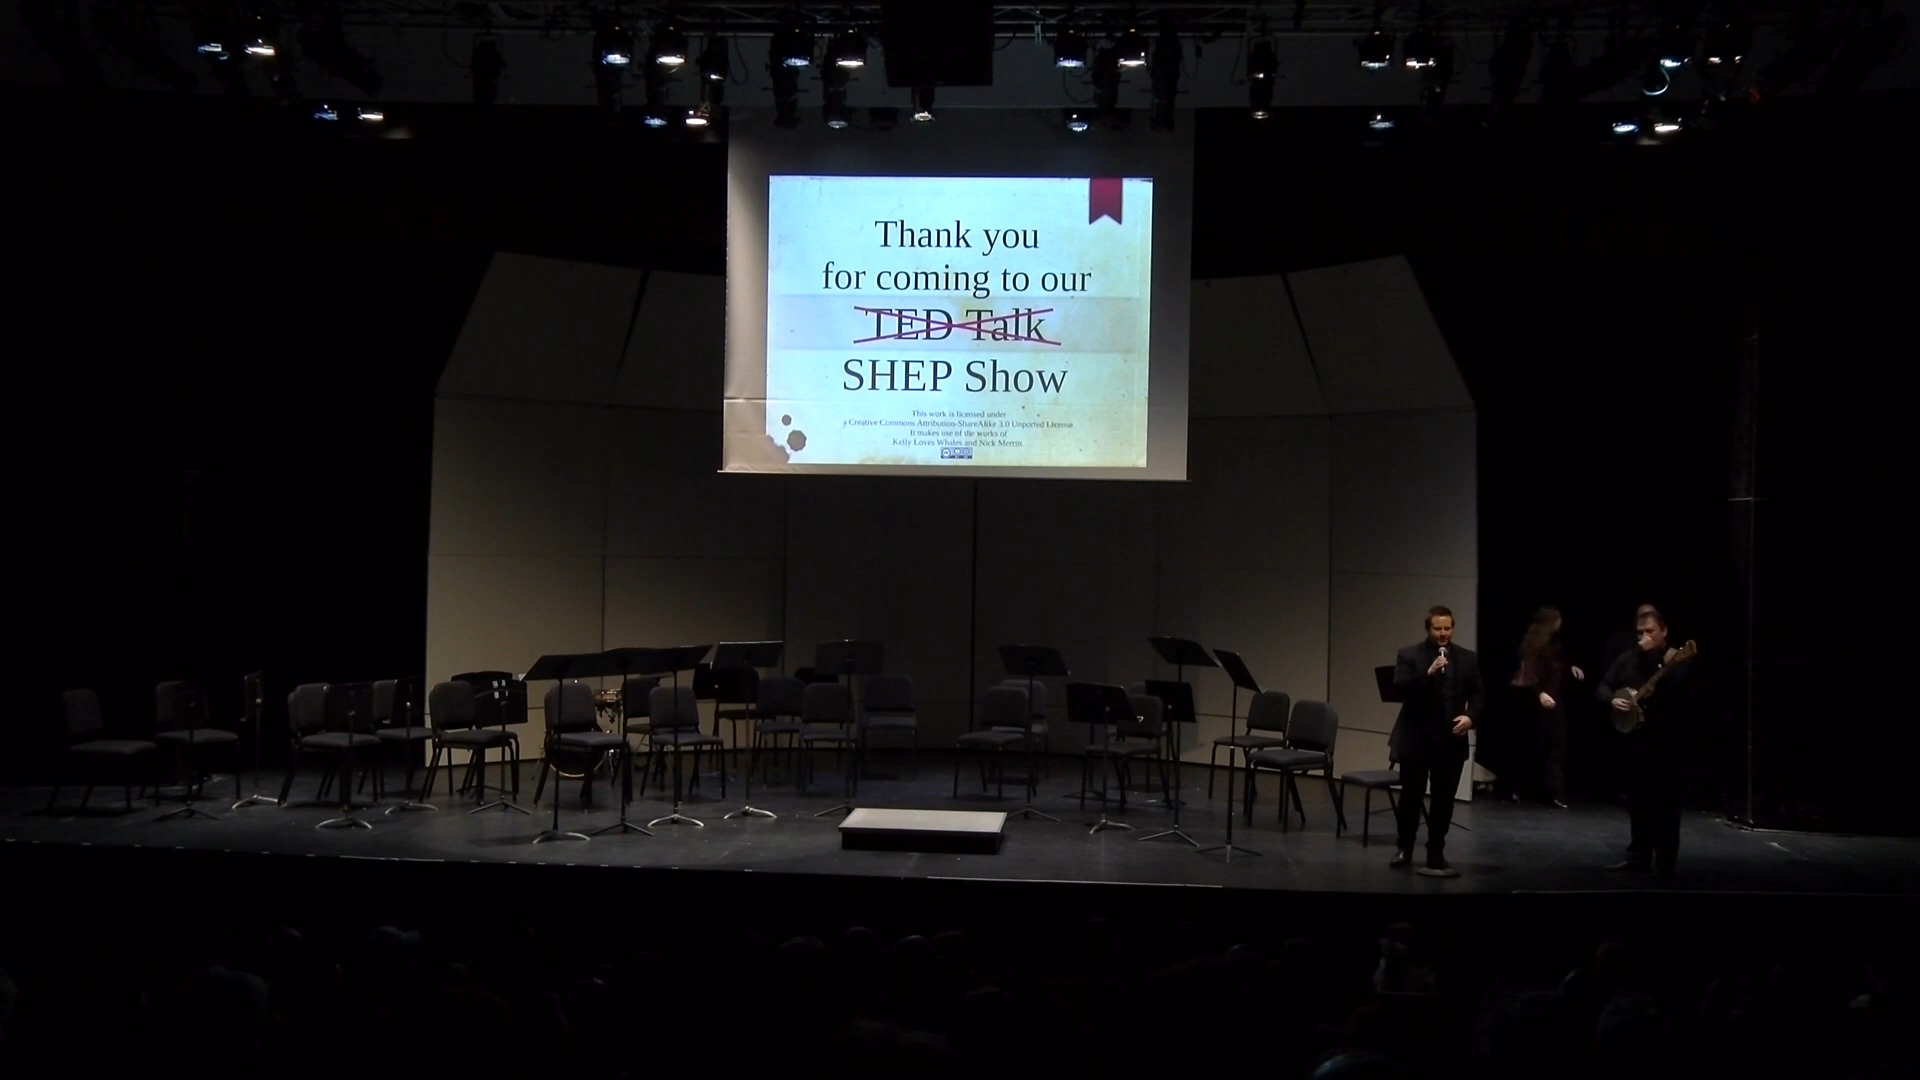 Thank you
for coming to our
TED Talk
SHEP Show
This work is licensed under
a Creative Commons Attribution-ShareAlike 3.0 Unported License
It makes use of the works of
Kelly Loves Whales and Nick Merritt